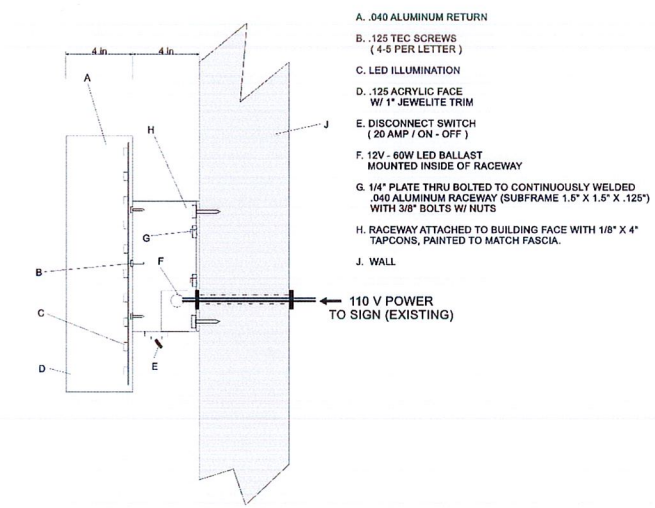 A. .040 ALUMINUM RETURN
B. .125 TEC SCREWS
( 4-5 PER LETTER )
C. LED ILLUMINATION
D. .125 ACRYLIC FACE
W/ 1" JEWELITE TRIM
E. DISCONNECT SWITCH
( 20 AMP / ON - OFF )
F. 12V - 60W LED BALLAST
MOUNTED INSIDE OF RACEWAY
G. 1/4" PLATE THRU BOLTED TO CONTINUOUSLY WELDED
.040 ALUMINUM RACEWAY (SUBFRAME 1.5" X 1.5" X .125")
WITH 3/8" BOLTS W/ NUTS
H. RACEWAY ATTACHED TO BUILDING FACE WITH 1/8" X 4"
TAPCONS, PAINTED TO MATCH FASCIA.
J. WALL
4 in
4 in
A
H
J
G
B
F
C
D
E
110 V POWER
TO SIGN (EXISTING)